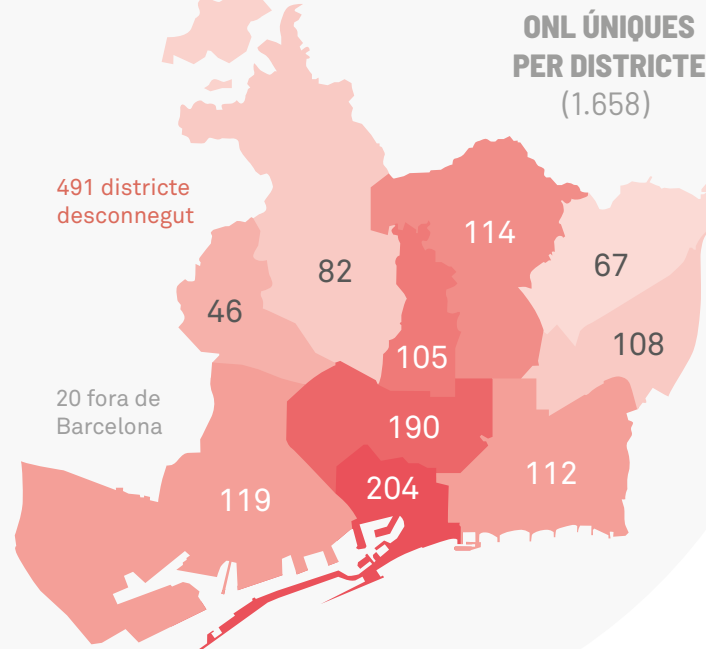 ONL ÚNIQUES
PER DISTRICTE
(1.658)
491 districte
desconnegut
114
67
82
46
108
105
20 fora de
Barcelona
190
112
204
119